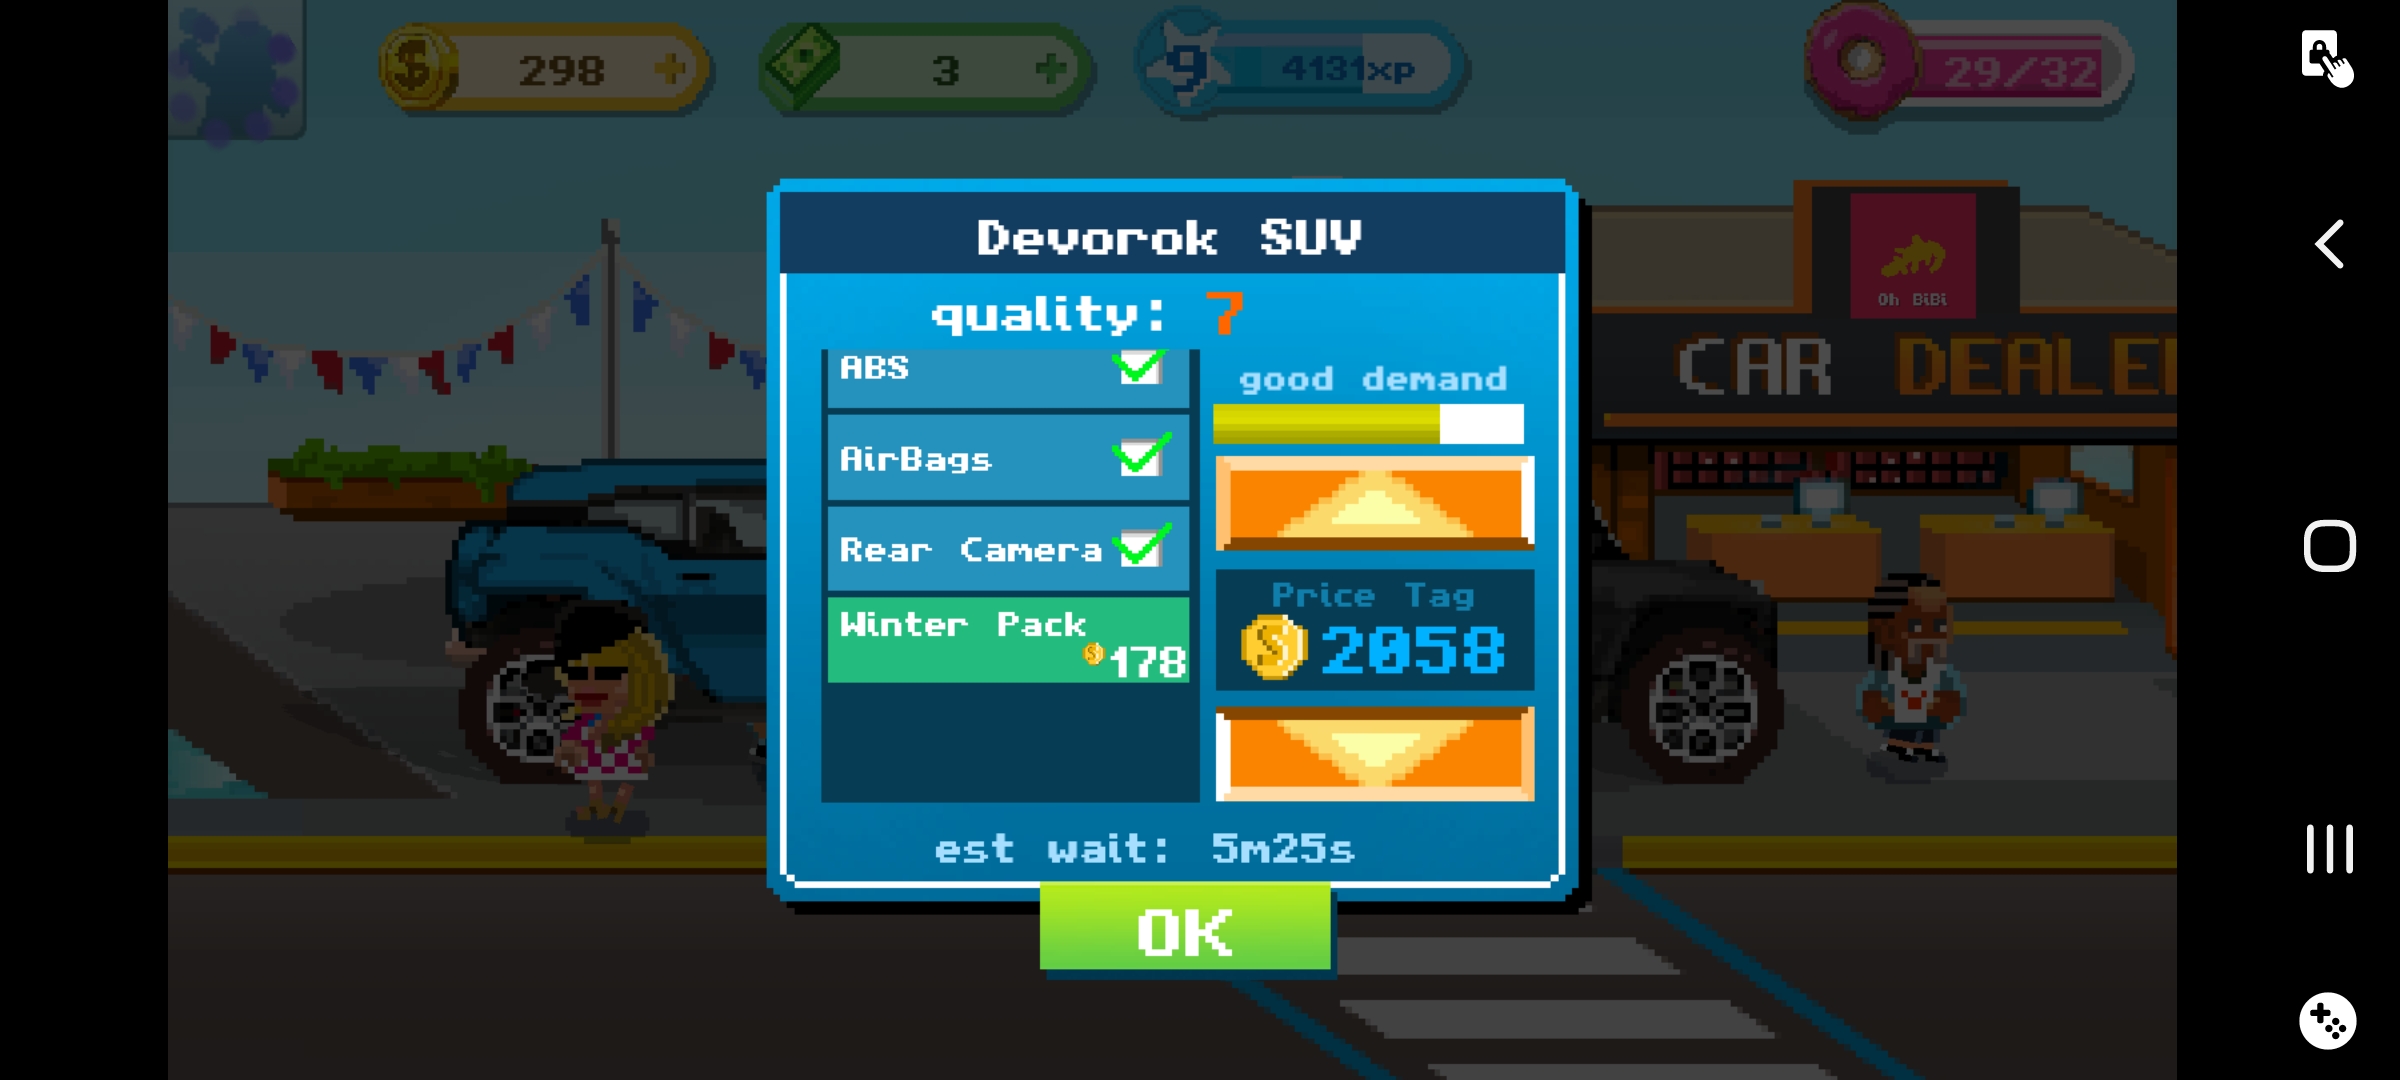 298
3
9
4131xp
29/32
Devorok SUV
quality: 7
ABS
AirBags
Rear Camera
Winter Pack
178
good demand
Price Tag
2058
est wait: 5m25s
OK
Oh BiBi
CAR DEALE